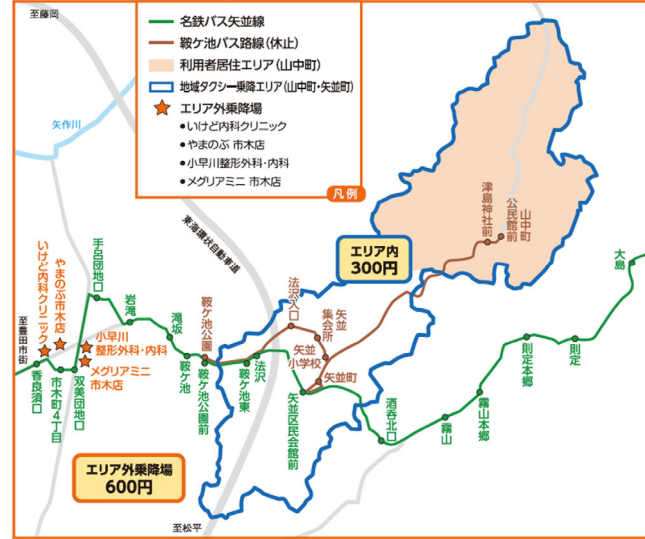 至藤岡
名鉄バス矢並線
鞍ケ池バス路線(休止)
利用者居住エリア(山中町)
地域タクシー乗降エリア(山中町・矢並町)
エリア外乗降場
●いけど内科クリニック
●やまのぶ 市木店
●小早川整形外科・内科
●メグリアミニ 市木店
凡例
矢作川
東海環状自動車道
津島神社前
山中町
公民館前
エリア内
300円
大島
手呂団地口
やまのぶ市木店
いけど内科クリニック
至豊田市街
岩滝
滝坂
小早川
整形外科・内科
メグリアミニ
市木店
鞍ケ池公園
法沢入口
矢並
集会所
矢並
小学校
矢並町
香良須口
市木町4丁目
双美団地口
鞍ケ池
鞍ケ池公園前
鞍ケ池東
法沢
矢並区民会館前
酒呑北口
霧山
霧山本郷
則定本郷
則定
エリア外乗降場
600円
至松平